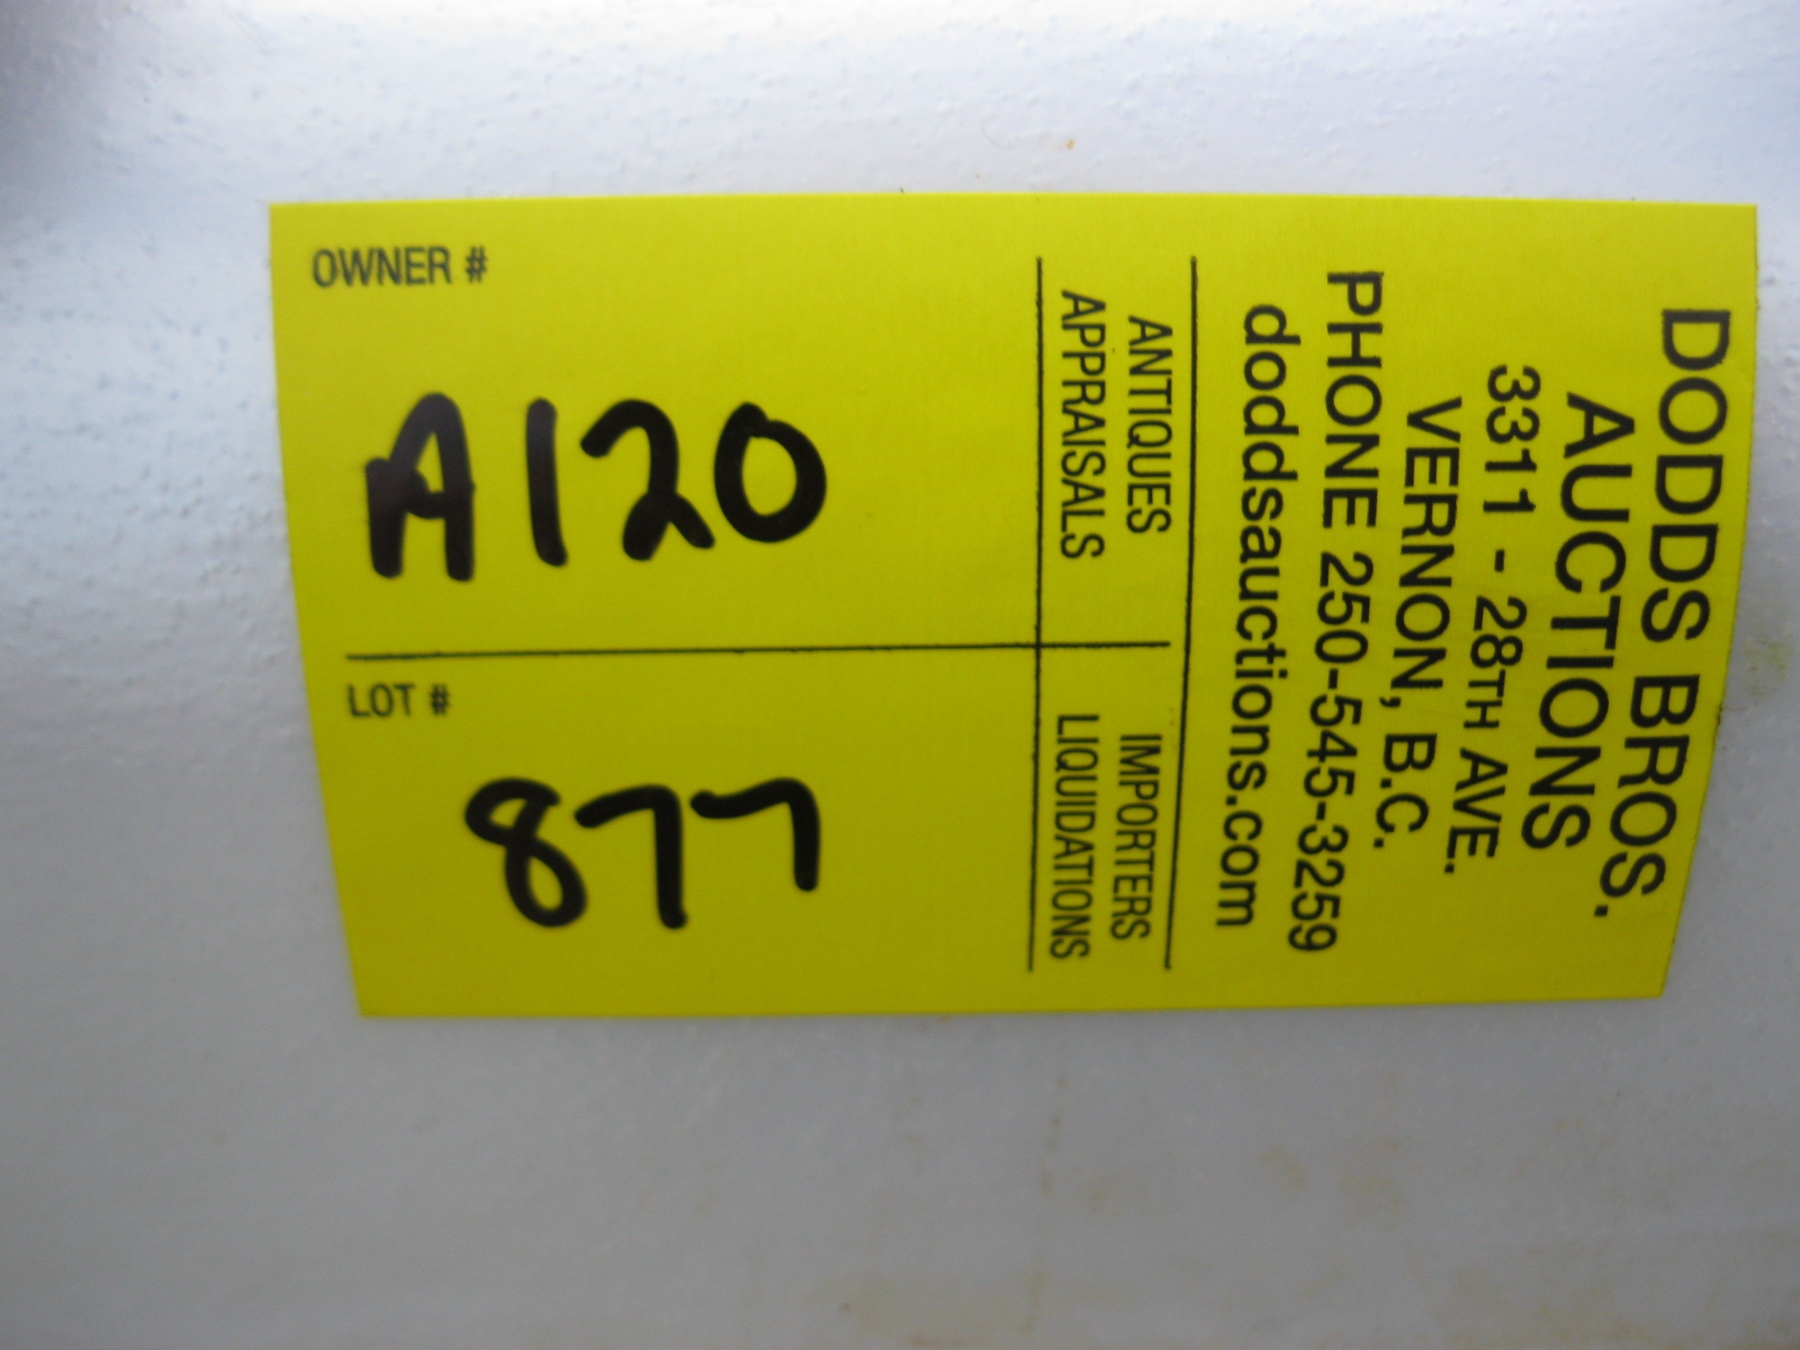 DODDS BROS.
AUCTIONS
3311 - 28TH AVE.
VERNON, B.C.
PHONE 250-545-3259
doddsauctions.com
ANTIQUES
APPRAISALS
IMPORTERS
LIQUIDATIONS
OWNER #
A120
LOT #
877